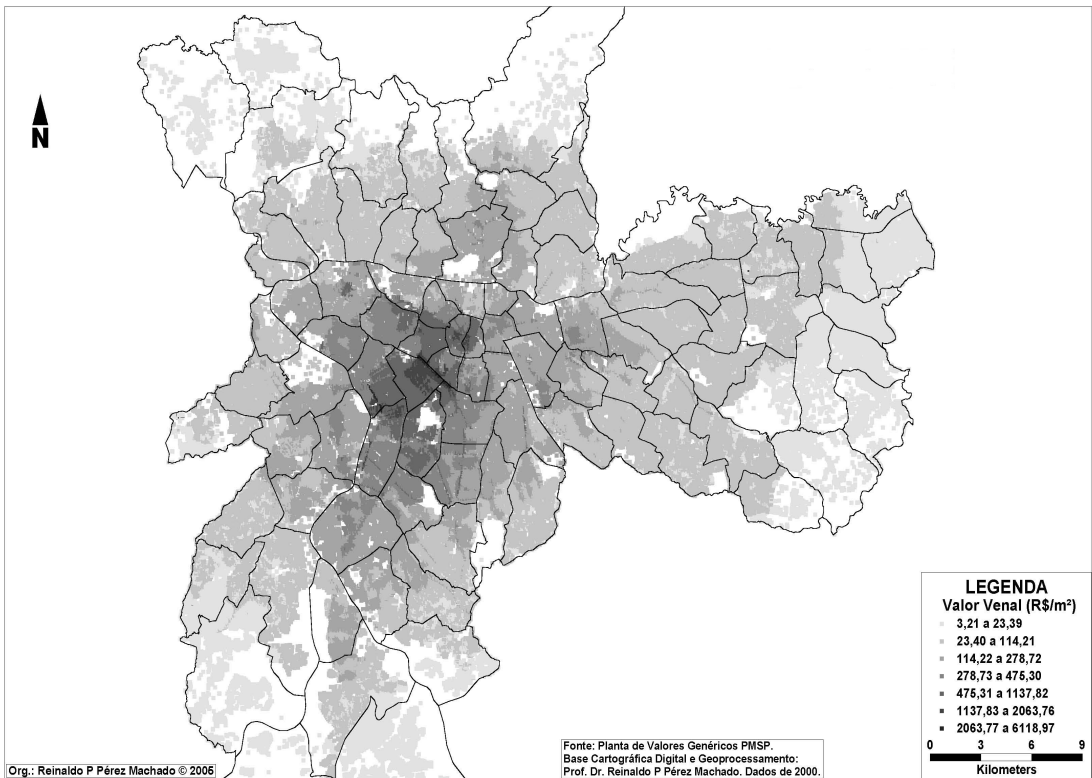 N
LEGENDA
Valor Venal (R$/m²)
3,21 a 23,39
23,40 a 114,21
114,22 a 278,72
278,73 a 475,30
475,31 a 1137,82
1137,83 a 2063,76
2063,77 a 6118,97
0 3 6 9
Kilometers
Fonte: Planta de Valores Genéricos PMSP.
Base Cartográfica Digital e Geoprocessamento:
Prof. Dr. Reinaldo P Pérez Machado. Dados de 2000.
Org.: Reinaldo P Pérez Machado © 2006